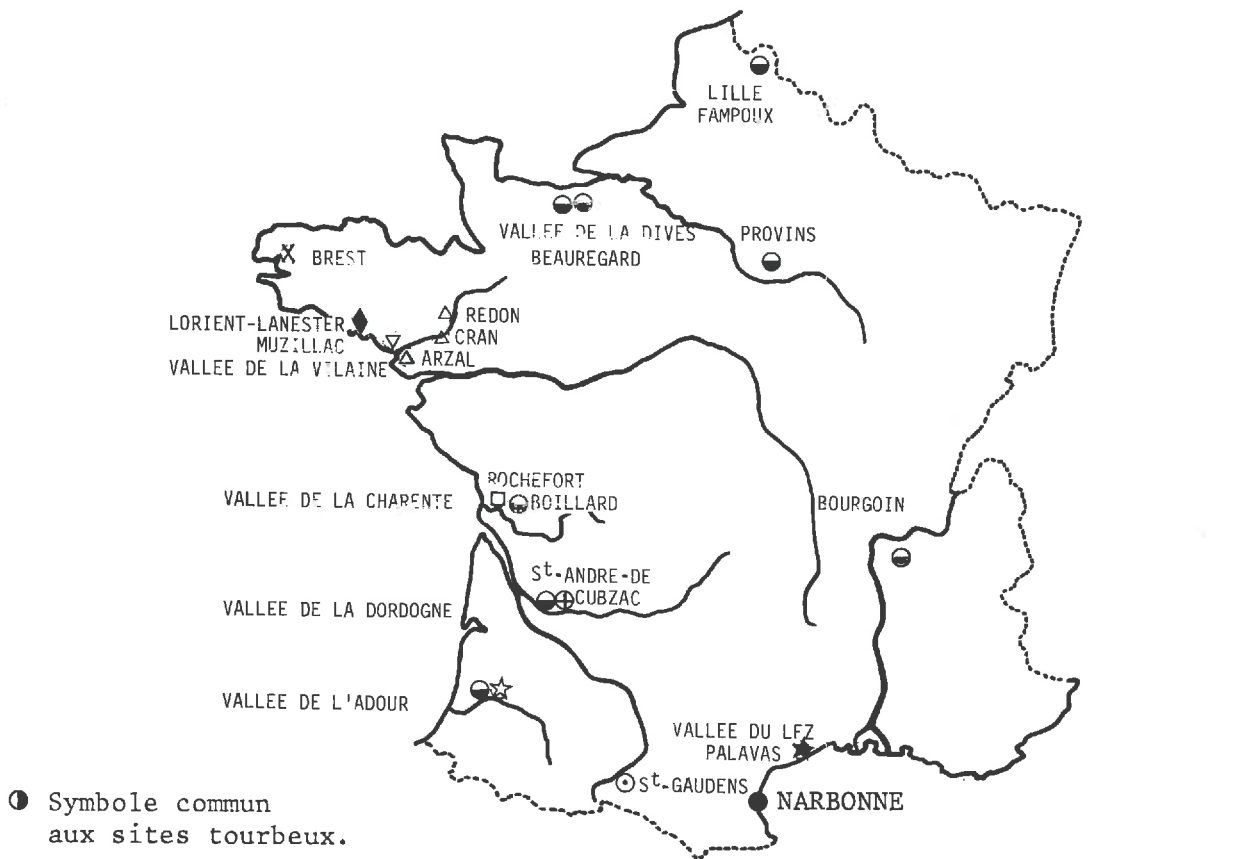 LILLE
FAMPOUX
VALLEE DE LA DIVES
BEAUREGARD
PROVINS
BREST
LORIENT-LANESTER
MUZILLAC
VALLEE DE LA VILAINE
REDON
CRAN
ARZAL
ROCHEFORT
VALLEE DE LA CHARENTE
BOILLARD
BOURGOIN
St-ANDRE-DE
CUBZAC
VALLEE DE LA DORDOGNE
VALLEE DE L'ADOUR
VALLEE DU LEZ
PALAVAS
St-GAUDENS
NARBONNE
Symbole commun
aux sites tourbeux.